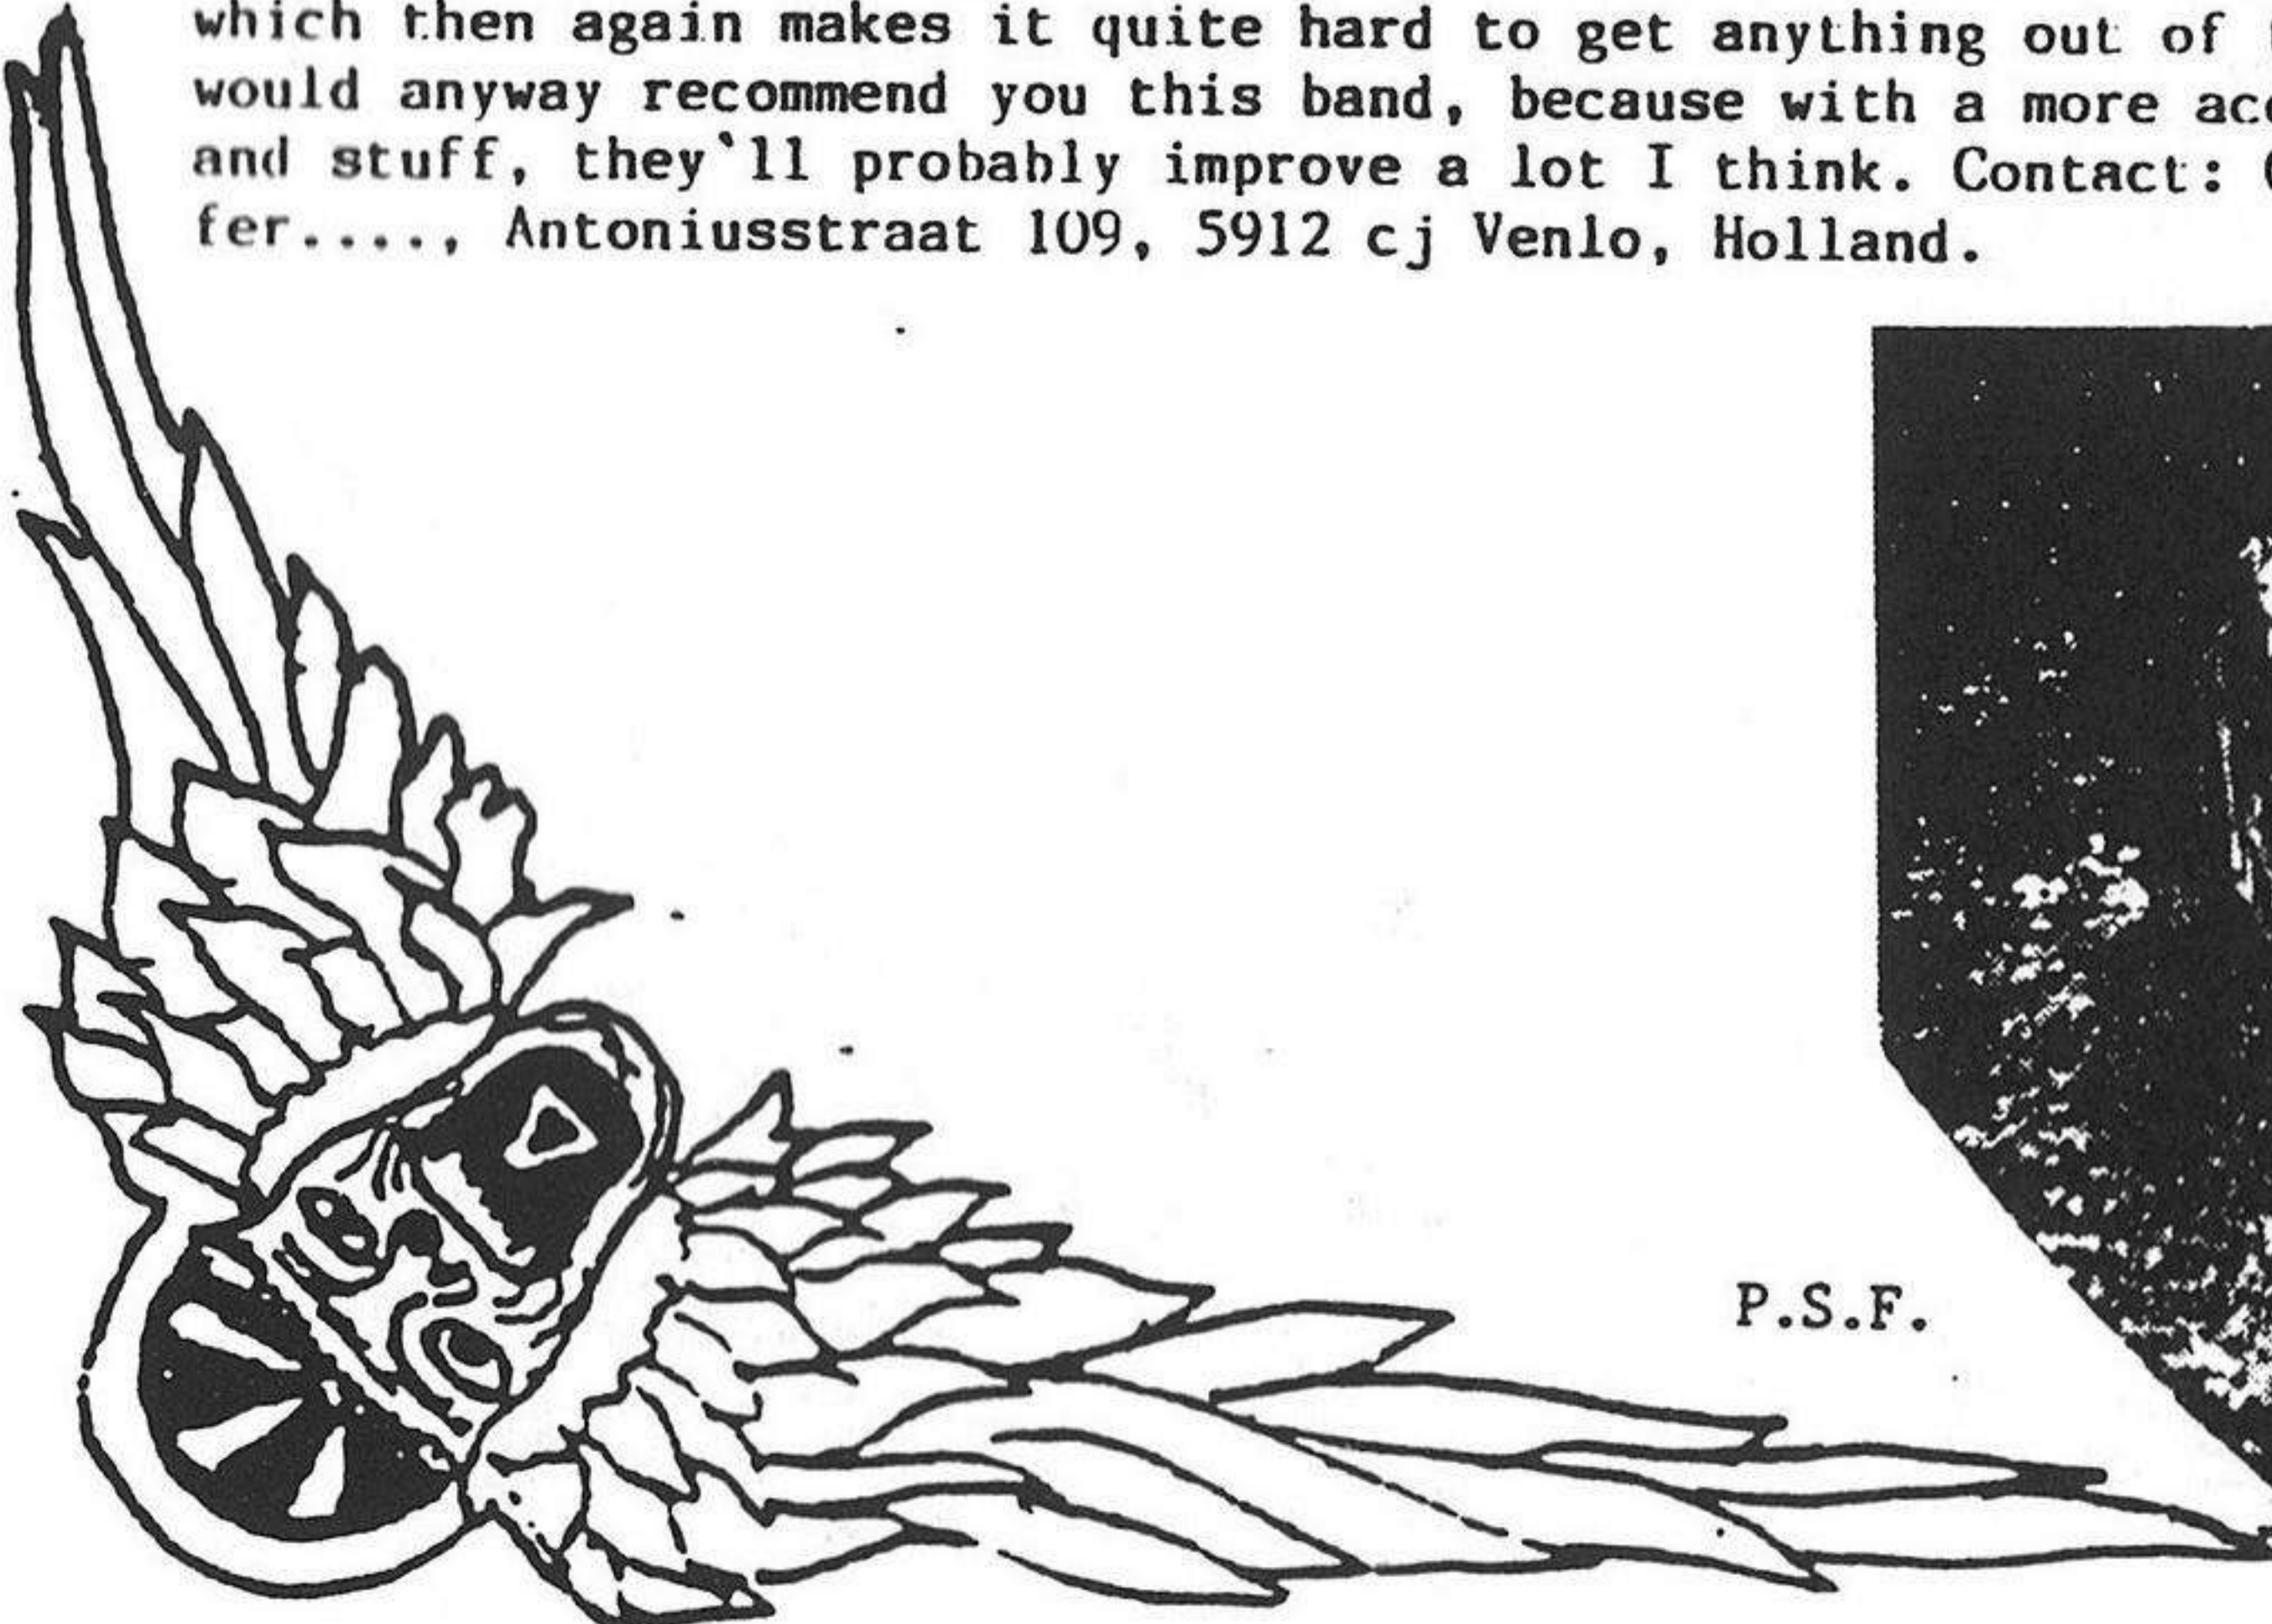 which then again makes it quite hard to get anything out of
would anyway recommend you this band, because with a more
and stuff, they`ll probably improve a lot I think. Contact:
fer...., Antoniusstraat 109, 5912 cj Venlo, Holland.
P.S.F.